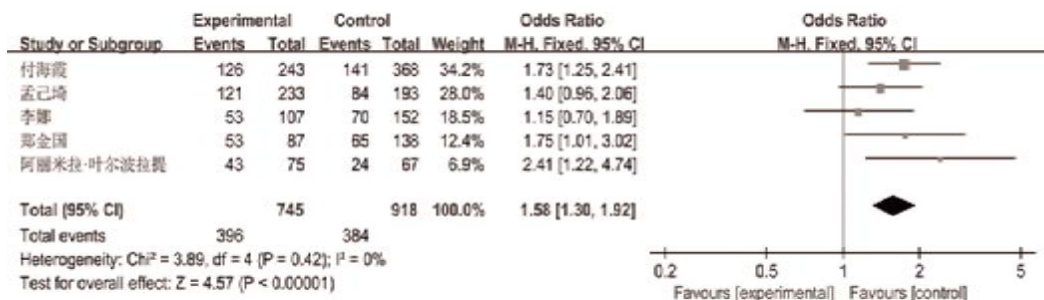 Experimental Control Odds Ratio Odds Ratio
Study or Subgroup Events Total Events Total Weight M-H, Fixed, 95% CI M-H, Fixed, 95% CI
付海霞 126 243 141 368 34.2% 1.73 [1.25, 2.41]
孟己埼 121 233 84 193 28.0% 1.40 [0.96, 2.06]
李娜 53 107 70 152 18.5% 1.15 [0.70, 1.89]
郑金国 53 87 65 138 12.4% 1.75 [1.01, 3.02]
阿丽米拉·叶尔波拉提 43 75 24 67 6.9% 2.41 [1.22, 4.74]
Total (95% CI) 745 918 100.0% 1.58 [1.30, 1.92]
Total events 396 384
Heterogeneity: Chi² = 3.89, df = 4 (P = 0.42); I² = 0%
Test for overall effect: Z = 4.57 (P < 0.00001)
0.2 0.5 1 2 5
Favours [experimental] Favours [control]